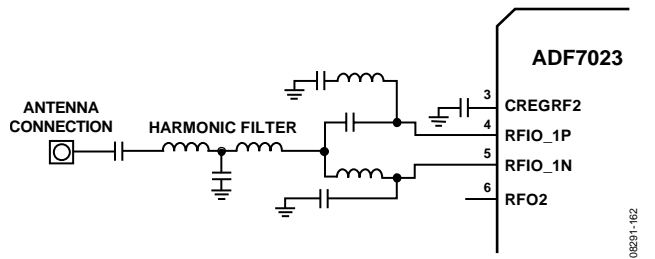 ADF7023
ANTENNA
CONNECTION
HARMONIC FILTER
3
CREGRF2
4
RFIO_1P
5
RFIO_1N
6
RFO2
08291-162